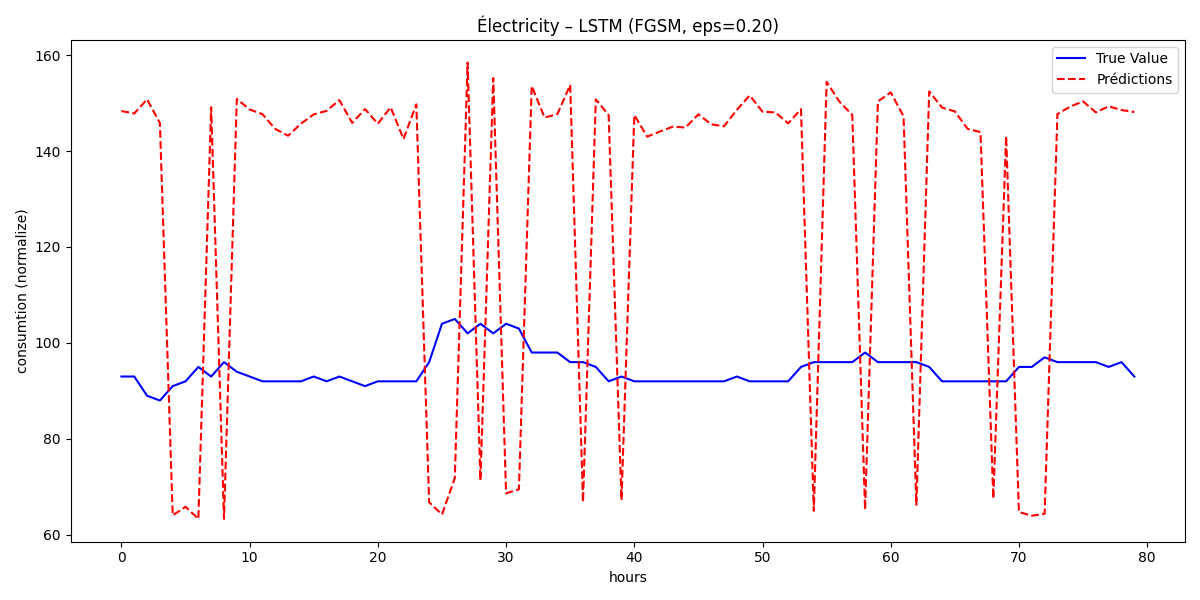 Électricity – LSTM (FGSM, eps=0.20)
True Value
Prédictions
consumtion (normalize)
160
140
120
100
80
60
0 10 20 30 40 50 60 70 80
hours